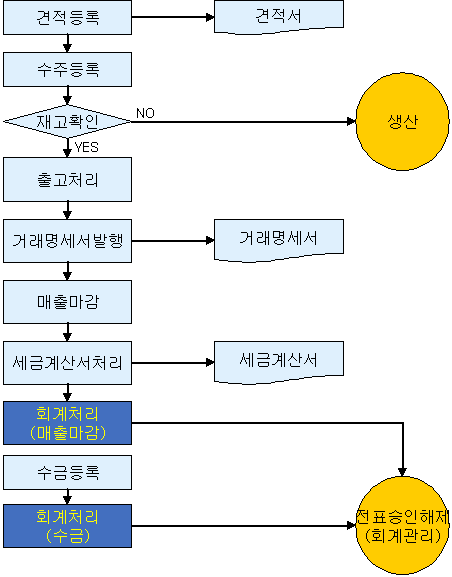 견적등록
견적서
수주등록
재고확인
NO
생산
YES
출고처리
거래명세서발행
거래명세서
매출마감
세금계산서처리
세금계산서
회계처리
(매출마감)
수금등록
회계처리
(수금)
전표승인해제
(회계관리)